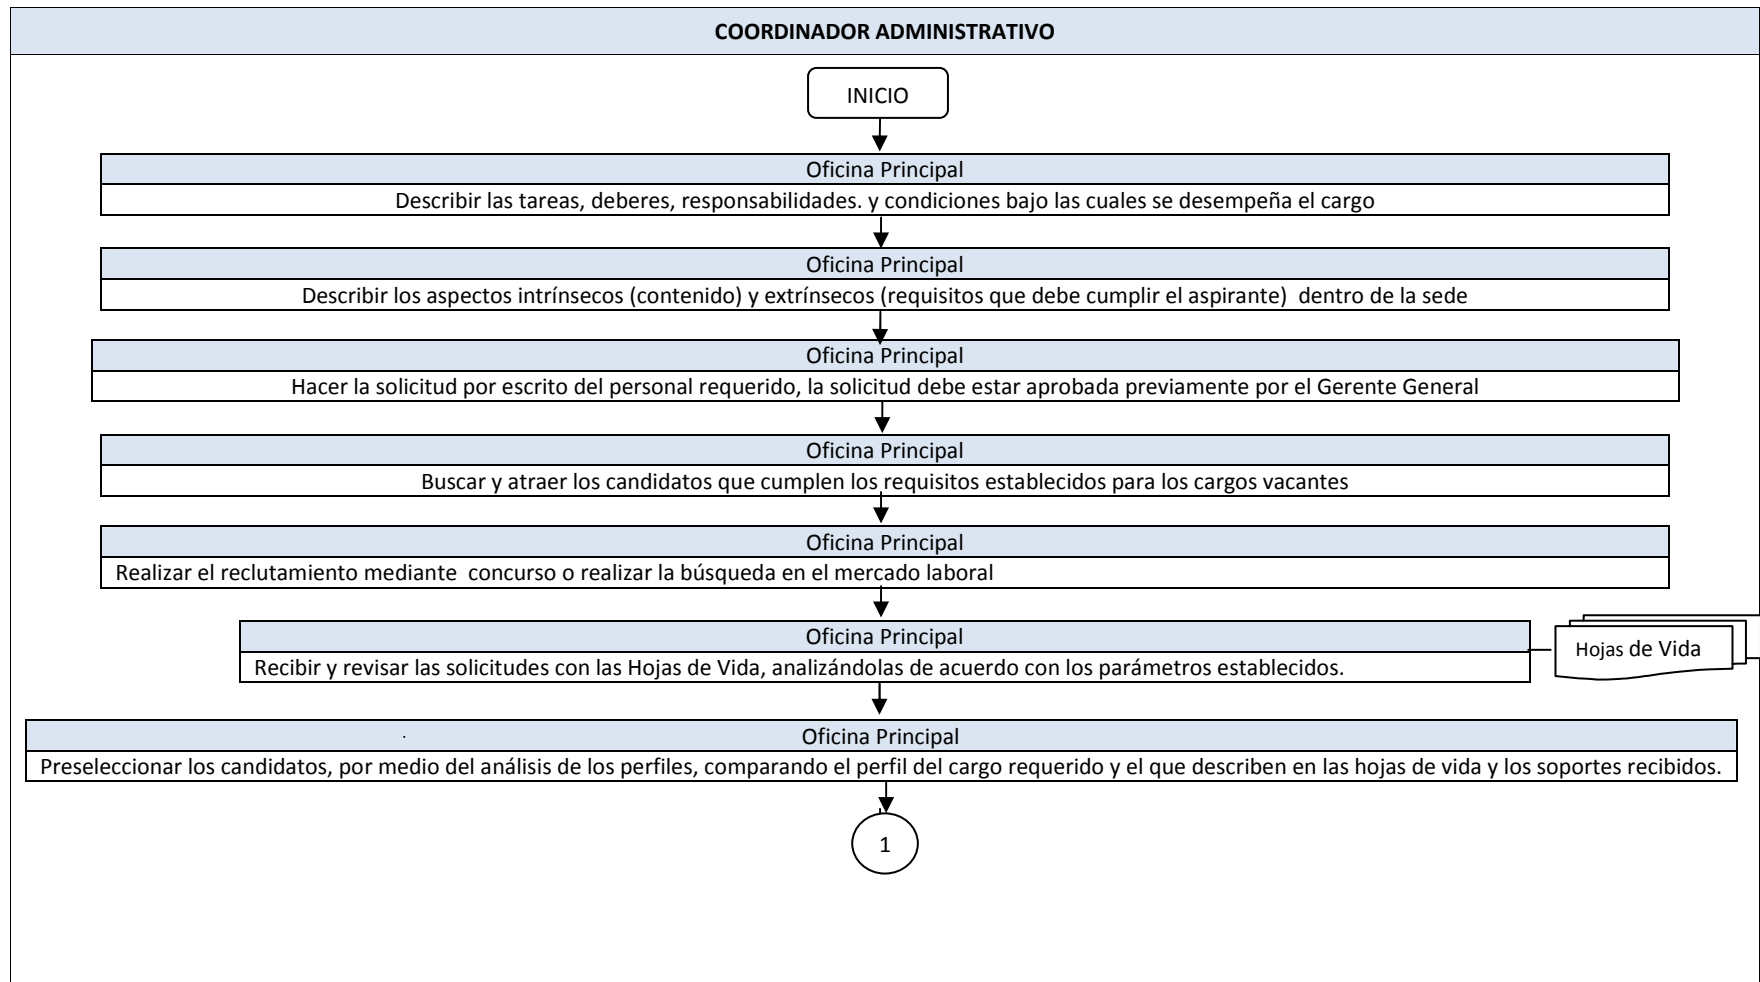 COORDINADOR ADMINISTRATIVO
INICIO
Oficina Principal
Describir las tareas, deberes, responsabilidades. y condiciones bajo las cuales se desempeña el cargo
Oficina Principal
Describir los aspectos intrínsecos (contenido) y extrínsecos (requisitos que debe cumplir el aspirante)  dentro de la sede
Oficina Principal
Hacer la solicitud por escrito del personal requerido, la solicitud debe estar aprobada previamente por el Gerente General
Oficina Principal
Buscar y atraer los candidatos que cumplen los requisitos establecidos para los cargos vacantes
Oficina Principal
Realizar el reclutamiento mediante  concurso o realizar la búsqueda en el mercado laboral
Oficina Principal
Recibir y revisar las solicitudes con las Hojas de Vida, analizándolas de acuerdo con los parámetros establecidos.
Hojas de Vida
Oficina Principal
Preseleccionar los candidatos, por medio del análisis de los perfiles, comparando el perfil del cargo requerido y el que describen en las hojas de vida y los soportes recibidos.
1